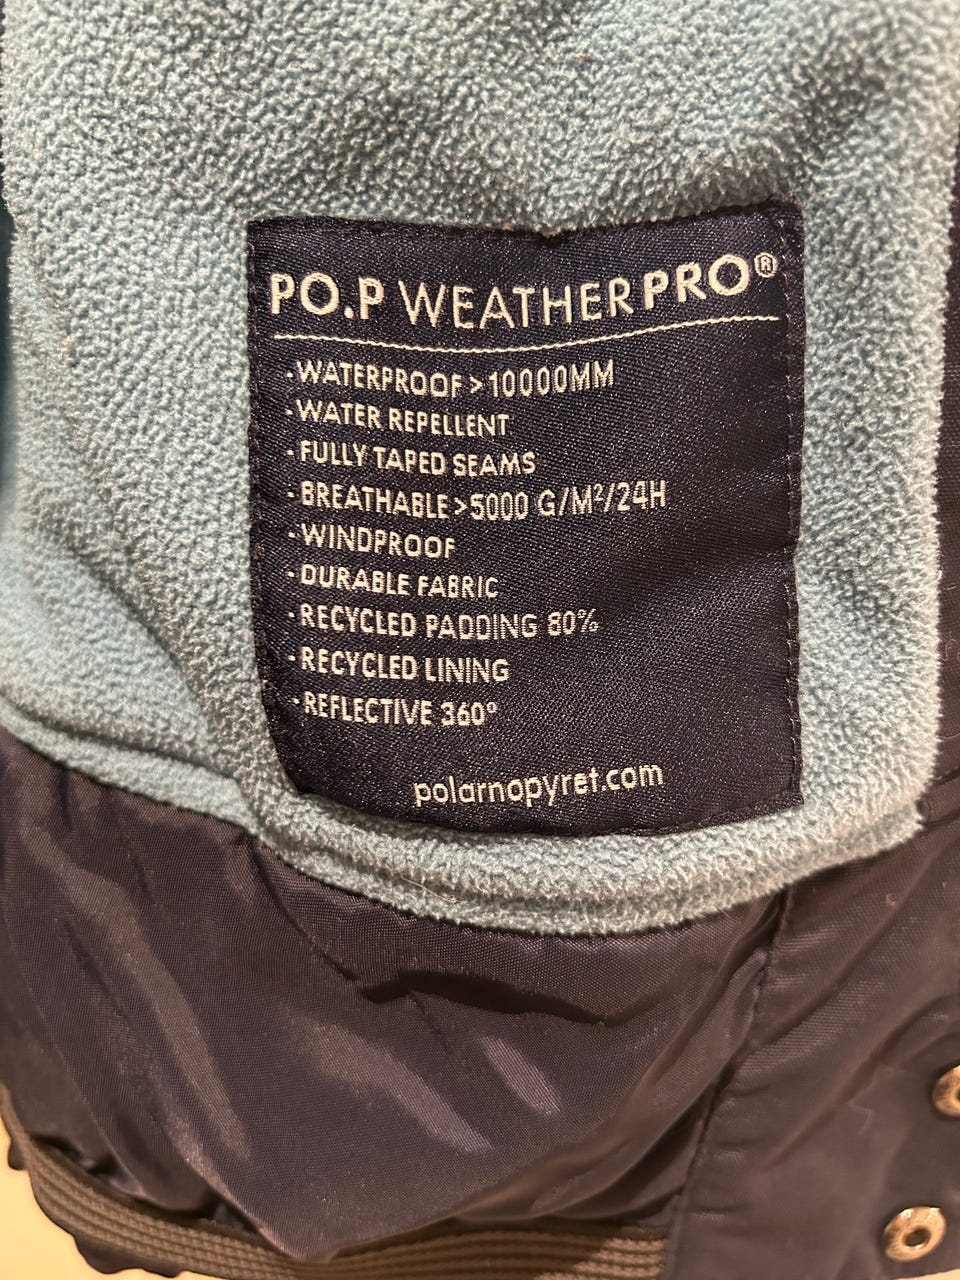 PO.P WEATHERPRO®
- WATERPROOF > 10000MM
- WATER REPELLENT
- FULLY TAPED SEAMS
- BREATHABLE > 5000 G/M²/24H
- WINDPROOF
- DURABLE FABRIC
- RECYCLED PADDING 80%
- RECYCLED LINING
- REFLECTIVE 360°
polarnopyret.com